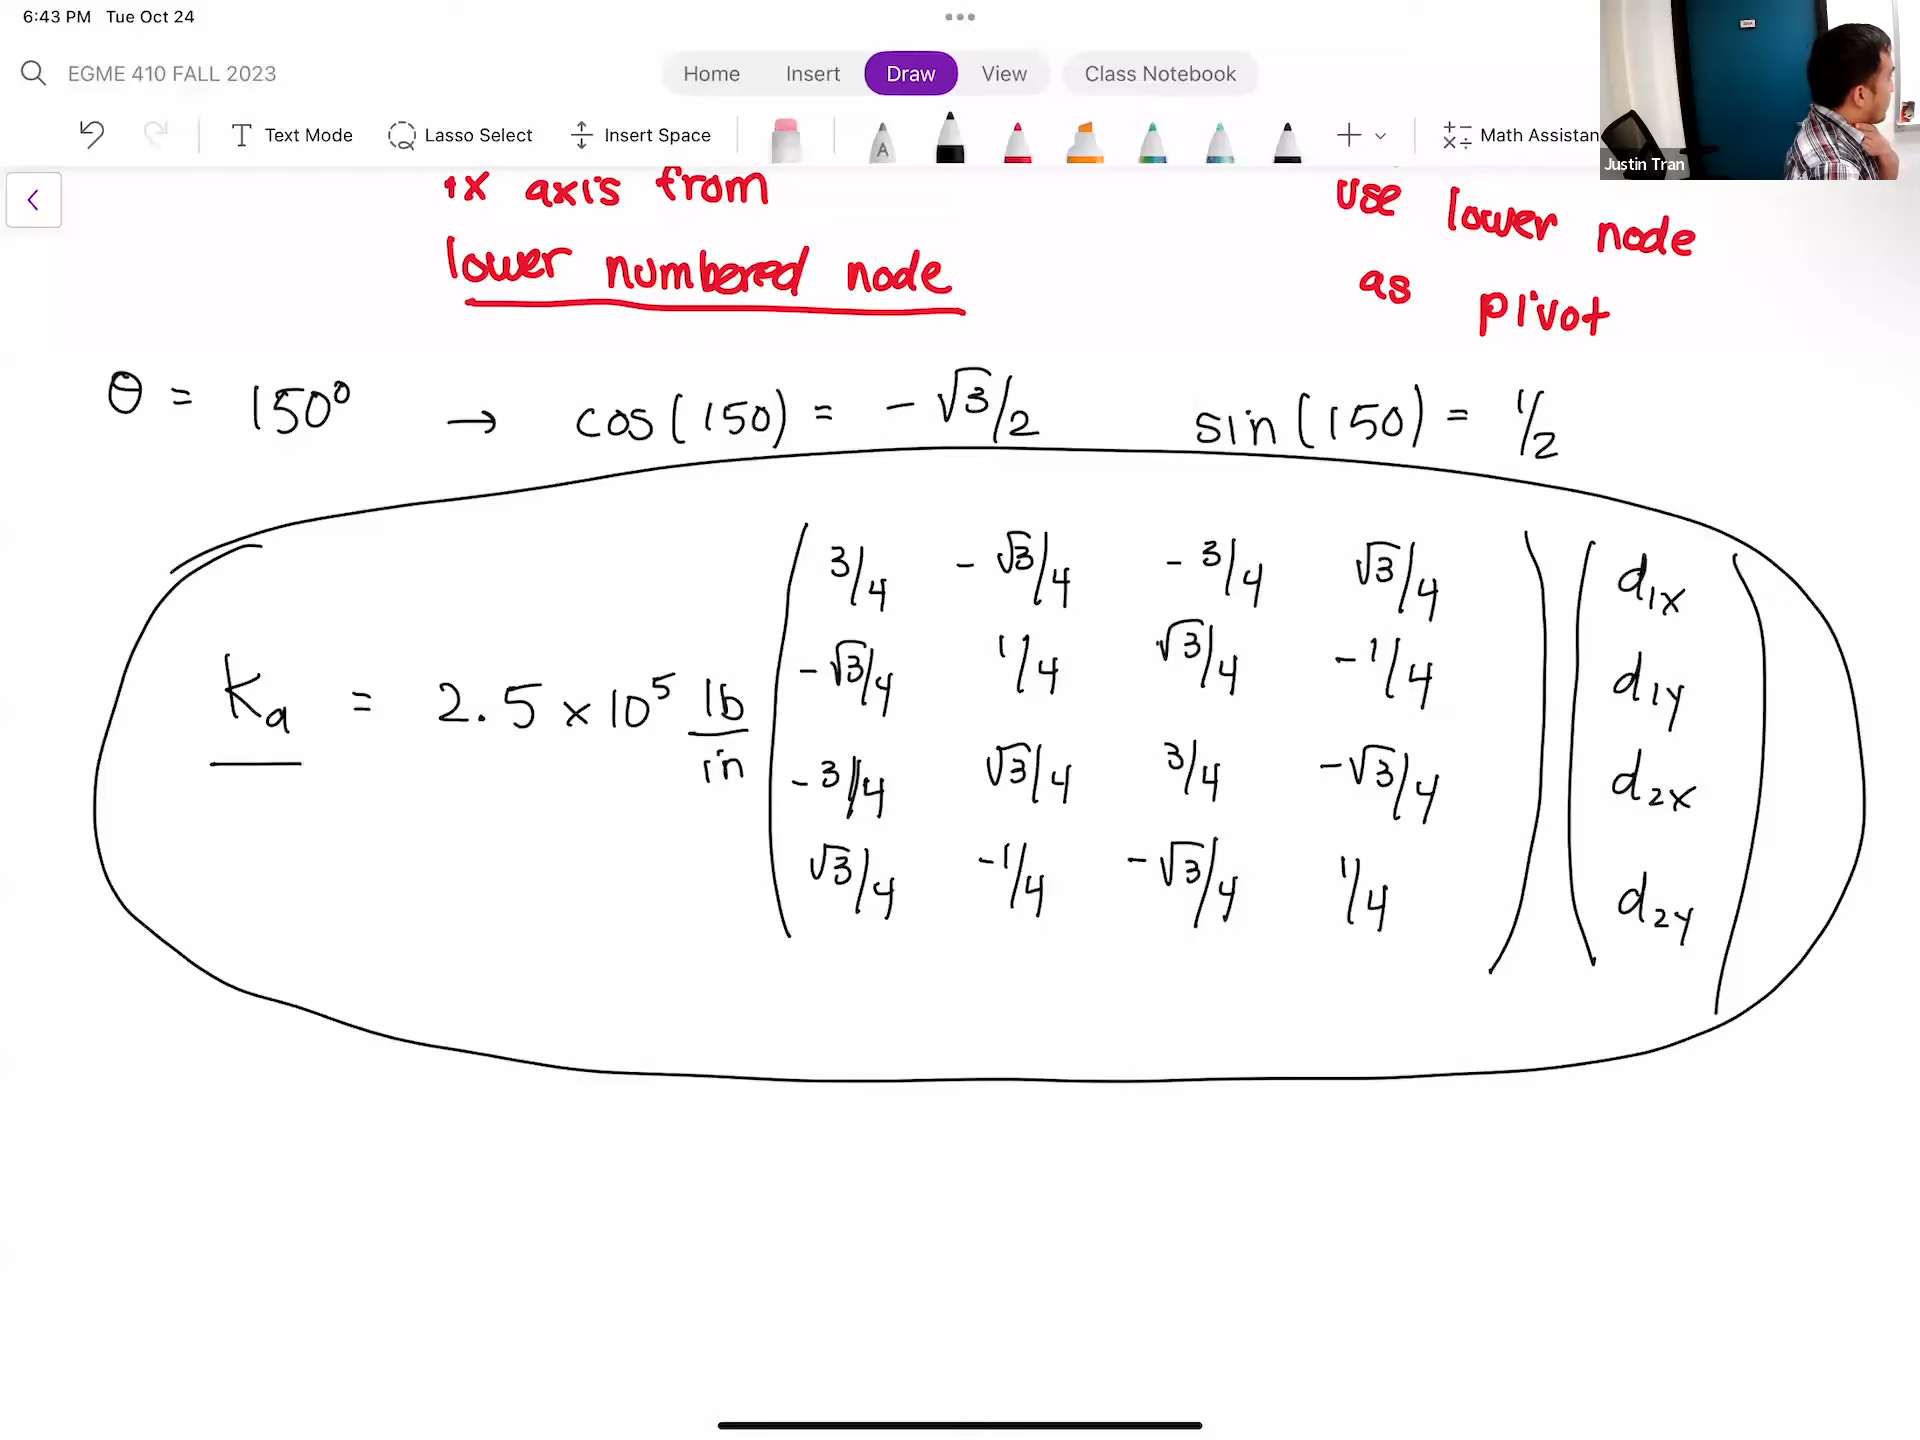 6:43 PM Tue Oct 24
EGME 410 FALL 2023
Home Insert Draw View Class Notebook
Text Mode Lasso Select Insert Space A Math Assistan
Justin Tran
+x axis from
lower numbered node
use lower node
as pivot
θ = 150° → cos(150) = - √3/2 sin(150) = 1/2
3/4 -√3/4 -3/4 √3/4 d1x
-√3/4 1/4 √3/4 -1/4 d1y
Ka = 2.5 x 10^5 lb/in
-3/4 √3/4 3/4 -√3/4 d2x
√3/4 -1/4 -√3/4 1/4 d2y